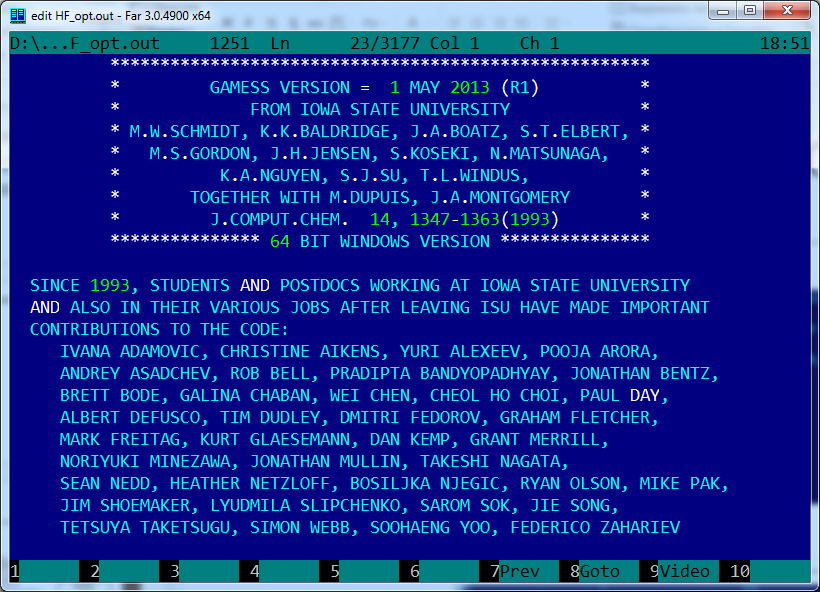 edit HF_opt.out - Far 3.0.4900 x64
D:\...F_opt.out 1251 Ln 23/3177 Col 1 Ch 1 18:51
******************************************************
* GAMESS VERSION = 1 MAY 2013 (R1) *
* FROM IOWA STATE UNIVERSITY *
* M.W.SCHMIDT, K.K.BALDRIDGE, J.A.BOATZ, S.T.ELBERT, *
* M.S.GORDON, J.H.JENSEN, S.KOSEKI, N.MATSUNAGA, *
* K.A.NGUYEN, S.J.SU, T.L.WINDUS, *
* TOGETHER WITH M.DUPUIS, J.A.MONTGOMERY *
* J.COMPUT.CHEM. 14, 1347-1363(1993) *
*************** 64 BIT WINDOWS VERSION ***************
SINCE 1993, STUDENTS AND POSTDOCS WORKING AT IOWA STATE UNIVERSITY
AND ALSO IN THEIR VARIOUS JOBS AFTER LEAVING ISU HAVE MADE IMPORTANT
CONTRIBUTIONS TO THE CODE:
IVANA ADAMOVIC, CHRISTINE AIKENS, YURI ALEXEEV, POOJA ARORA,
ANDREY ASADCHEV, ROB BELL, PRADIPTA BANDYOPADHYAY, JONATHAN BENTZ,
BRETT BODE, GALINA CHABAN, WEI CHEN, CHEOL HO CHOI, PAUL DAY,
ALBERT DEFUSCO, TIM DUDLEY, DMITRI FEDOROV, GRAHAM FLETCHER,
MARK FREITAG, KURT GLAESEMANN, DAN KEMP, GRANT MERRILL,
NORIYUKI MINEZAWA, JONATHAN MULLIN, TAKESHI NAGATA,
SEAN NEDD, HEATHER NETZLOFF, BOSILJKA NJEGIC, RYAN OLSON, MIKE PAK,
JIM SHOEMAKER, LYUDMILA SLIPCHENKO, SAROM SOK, JIE SONG,
TETSUYA TAKETSUGU, SIMON WEBB, SOOHAENG YOO, FEDERICO ZAHARIEV
1 2 3 4 5 6 7Prev 8Goto 9Video 10